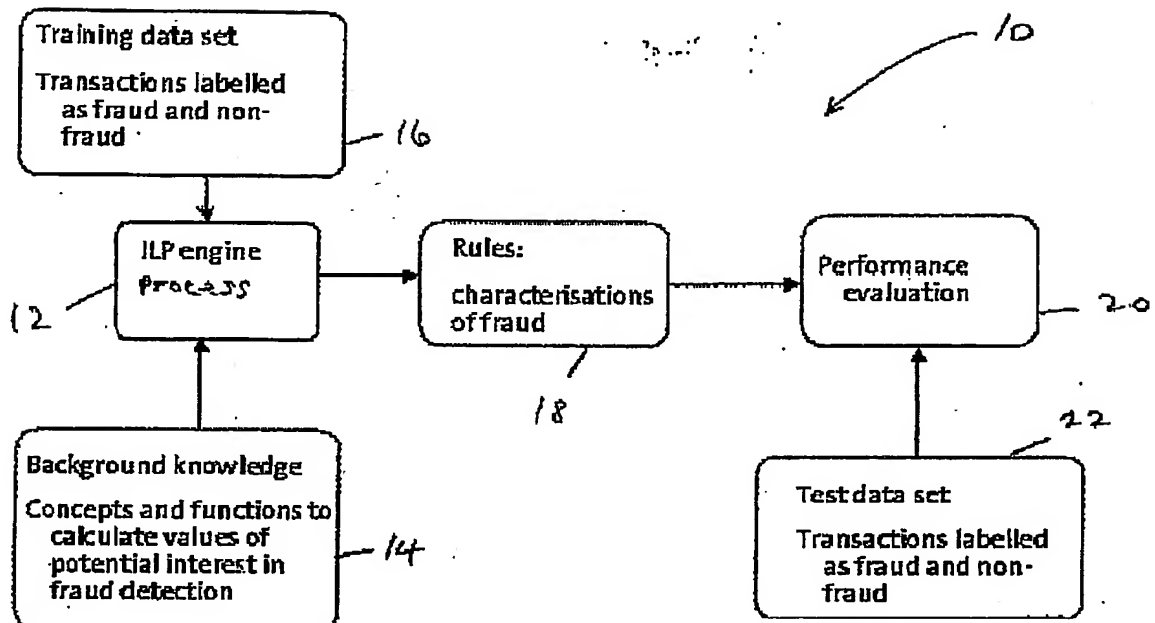 Training data set
Transactions labelled
as fraud and non-
fraud
16
10
ILP engine
Process
12
Rules:
characterisations
of fraud
18
Performance
evaluation
20
Background knowledge
Concepts and functions to
calculate values of
potential interest in
fraud detection
14
22
Test data set
Transactions labelled
as fraud and non-
fraud